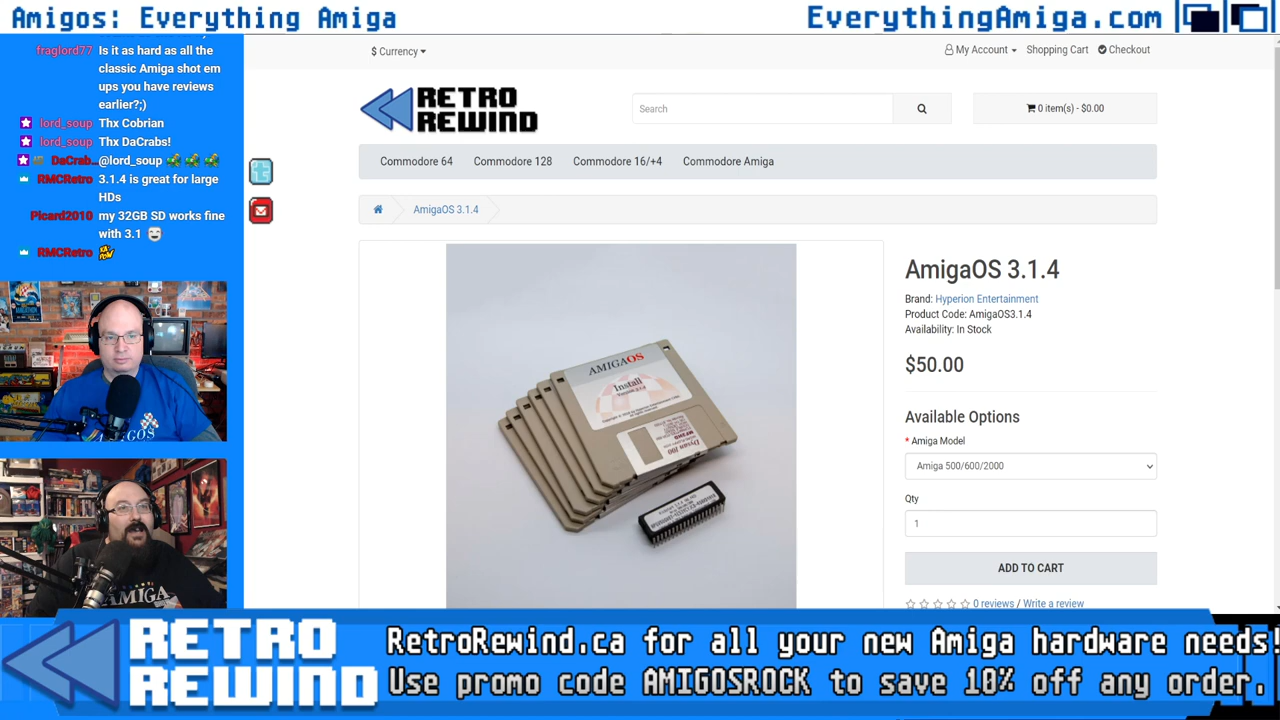 Amigos: Everything Amiga
EverythingAmiga.com
fraglord77 Is it as hard as all the
classic Amiga shot em
ups you have reviews
earlier?;)
lord_soup Thx Cobrian
lord_soup Thx DaCrabs!
DaCrab... @lord_soup
RMCRetro 3.1.4 is great for large
HDs
Picard2010 my 32GB SD works fine
with 3.1
RMCRetro
$ Currency
My Account
Shopping Cart
Checkout
RETRO
REWIND
Search
0 item(s) - $0.00
Commodore 64
Commodore 128
Commodore 16/+4
Commodore Amiga
AmigaOS 3.1.4
AMIGAOS
Install
AmigaOS 3.1.4
Brand: Hyperion Entertainment
Product Code: AmigaOS3.1.4
Availability: In Stock
$50.00
Available Options
* Amiga Model
Amiga 500/600/2000
Qty
1
ADD TO CART
0 reviews / Write a review
AMIGOS
AMIGA
RETRO
REWIND
RetroRewind.ca for all your new Amiga hardware needs!
Use promo code AMIGOSROCK to save 10% off any order.